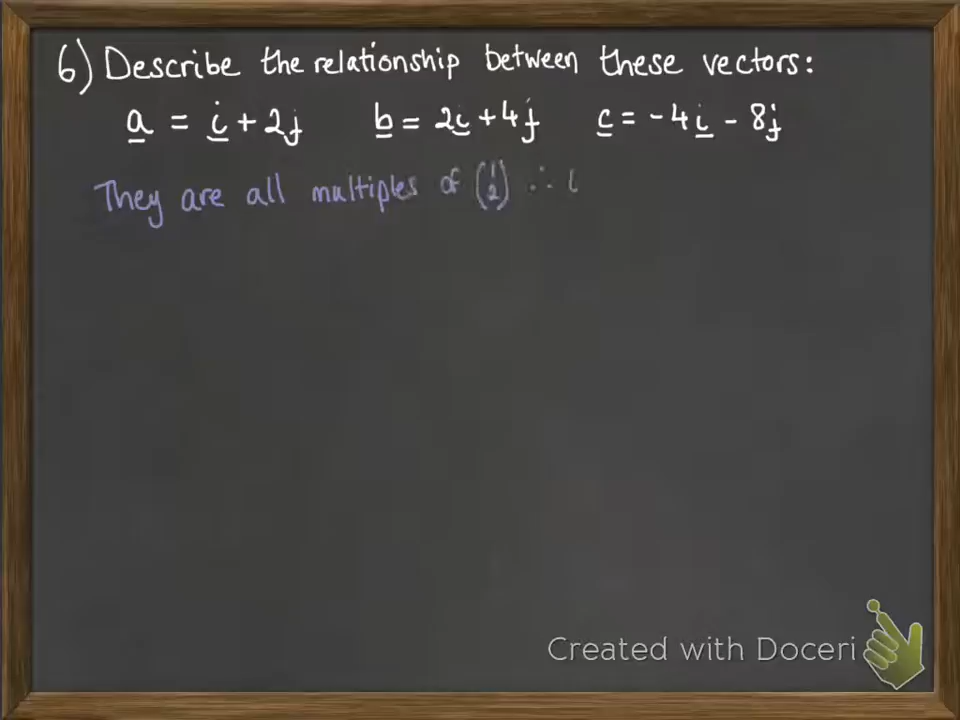 6) Describe the relationship between these vectors:
a = i + 2j b = 2i + 4j c = -4i - 8j
They are all multiples of (1 2) ∴
Created with Doceri